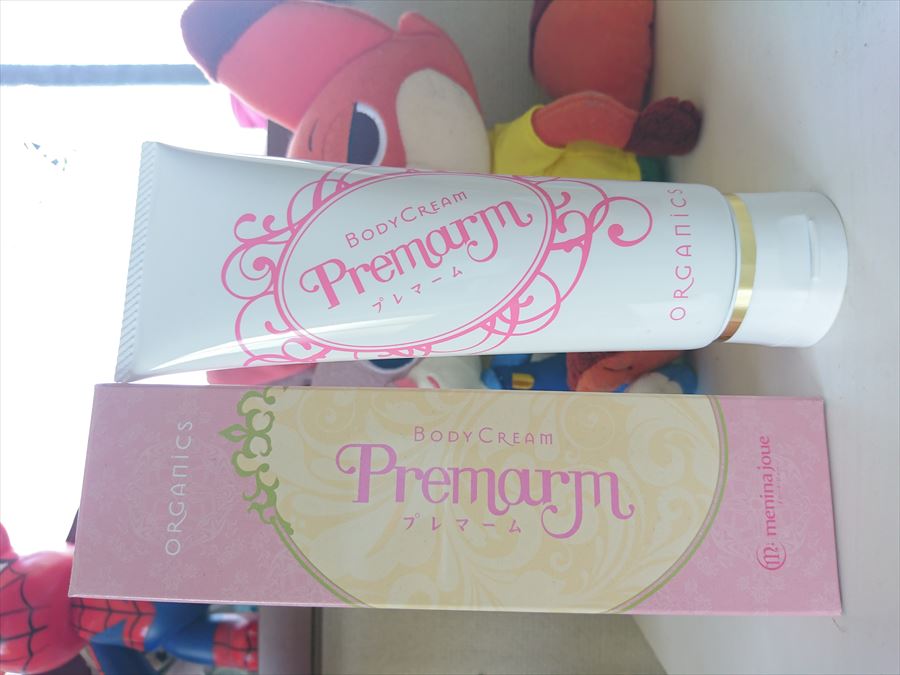 BODYCREAM
Premarm
プレマーム
ORGANICS
ORGANICS
BODYCREAM
Premarm
プレマーム
menina joue